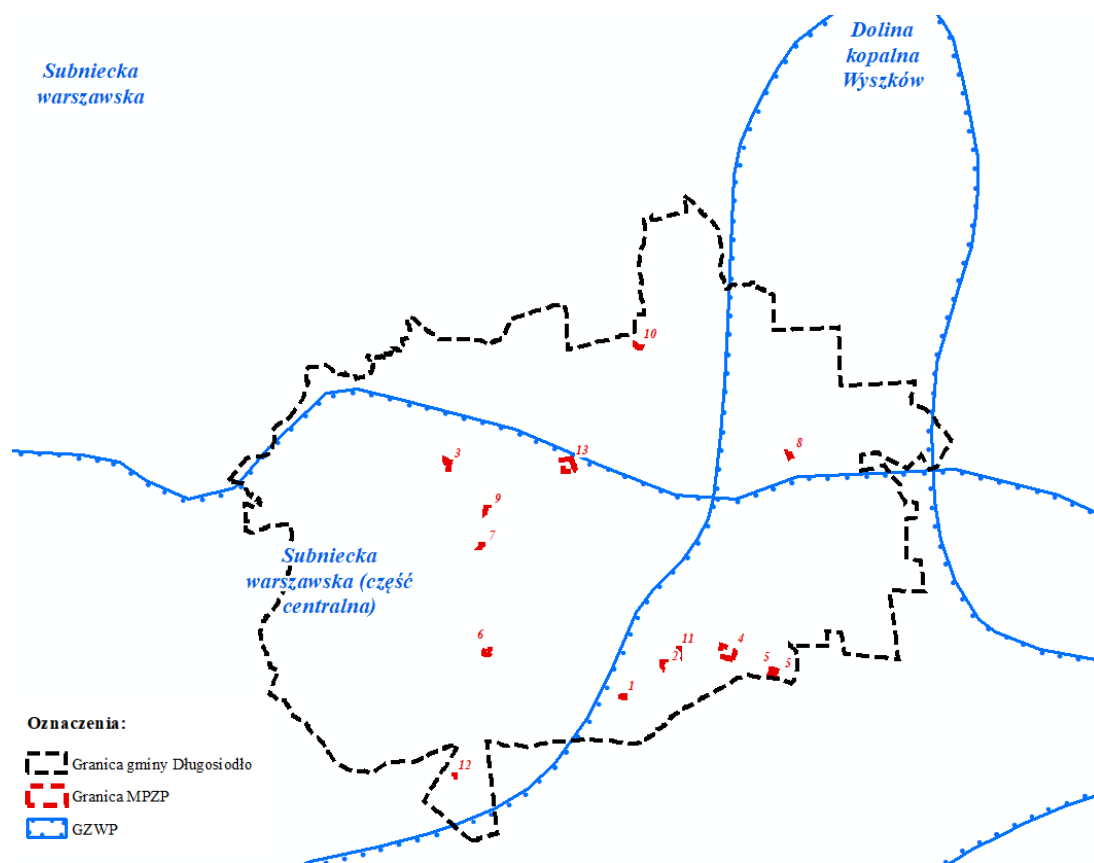 Dolina
kopalna
Wyszków
Subniecka
warszawska
10
3
13
8
9
7
Subniecka
warszawska (część
centralna)
6
11
4
2
5
5
1
12
Oznaczenia:
Granica gminy Długosiodło
Granica MPZP
GZWP